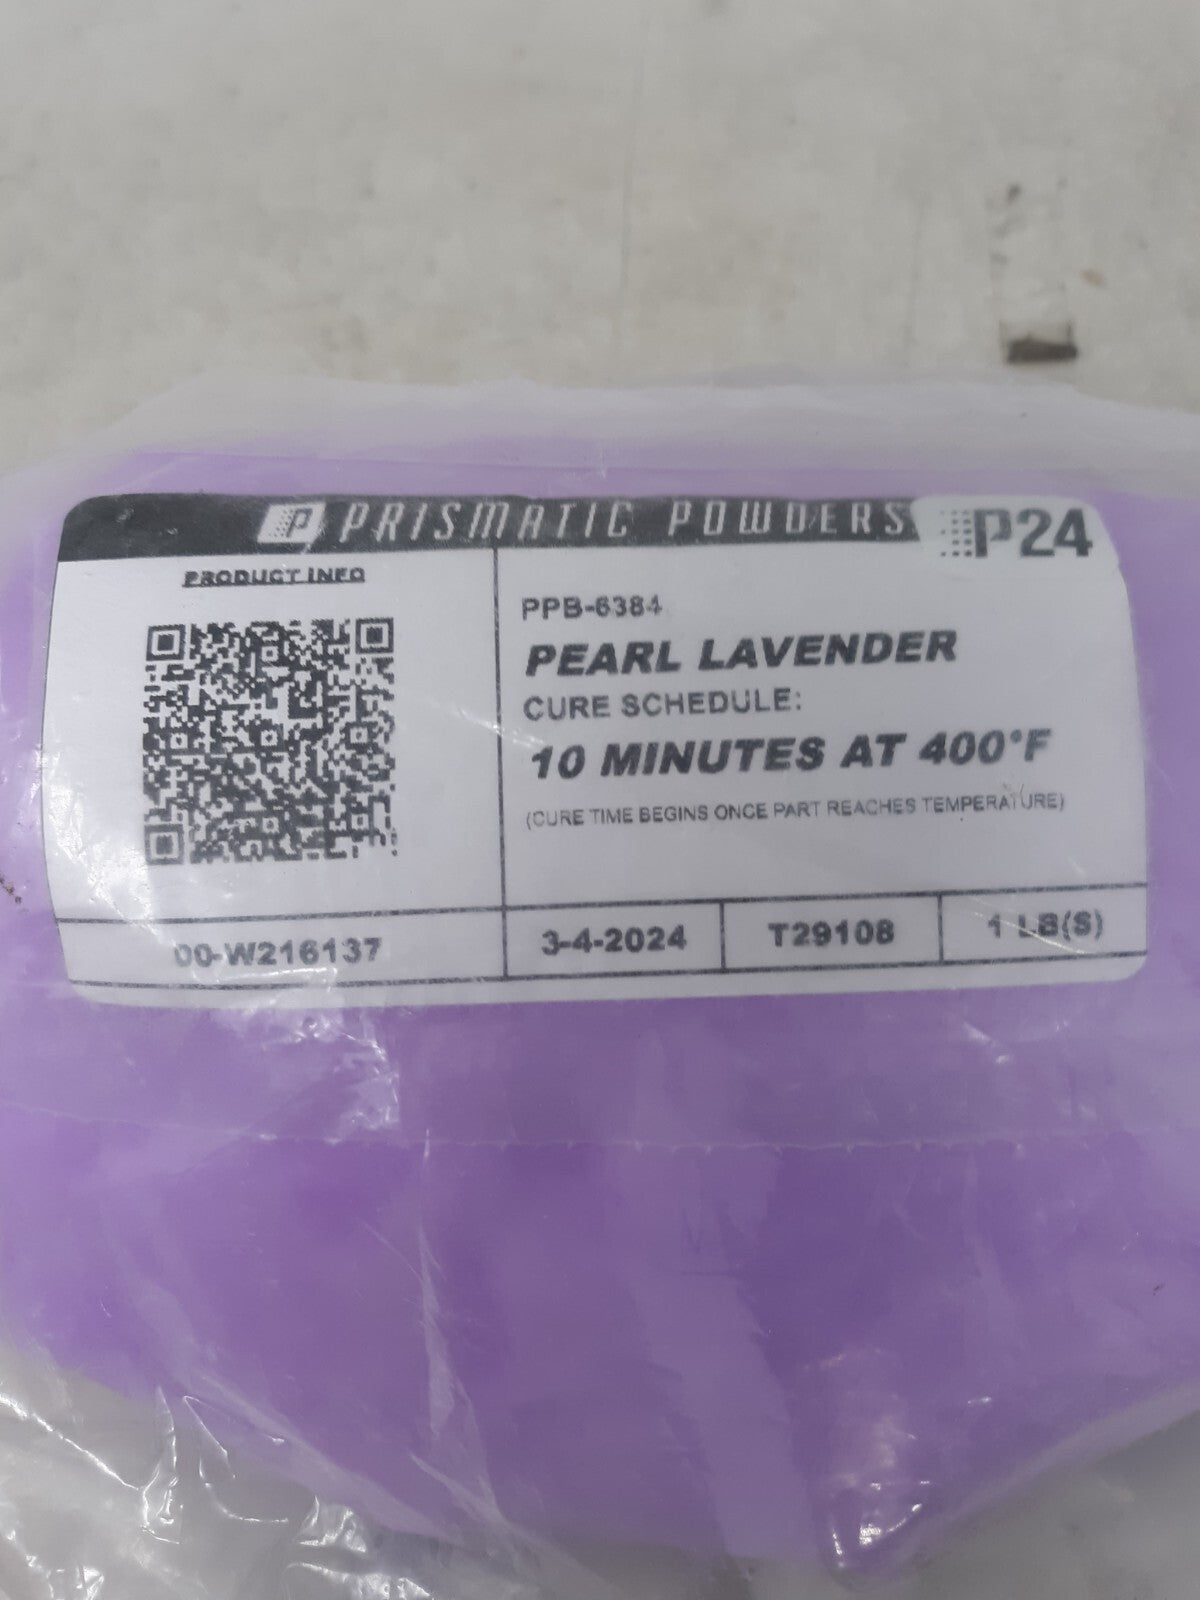 PRISMATIC POWDERS
P24
PRODUCT INFO
PPB-6384
PEARL LAVENDER
CURE SCHEDULE:
10 MINUTES AT 400°F
(CURE TIME BEGINS ONCE PART REACHES TEMPERATURE)
00-W216137
3-4-2024
T29108
1 LB(S)